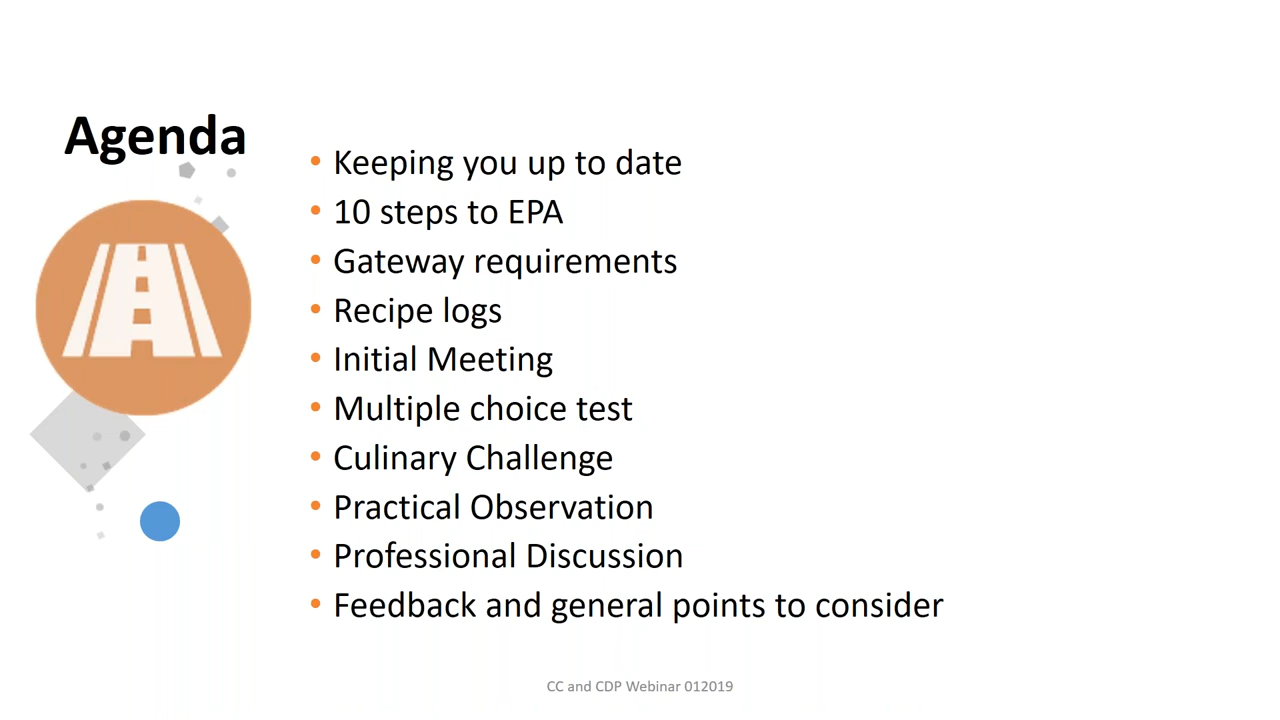 Agenda
• Keeping you up to date
• 10 steps to EPA
• Gateway requirements
• Recipe logs
• Initial Meeting
• Multiple choice test
• Culinary Challenge
• Practical Observation
• Professional Discussion
• Feedback and general points to consider
CC and CDP Webinar 012019